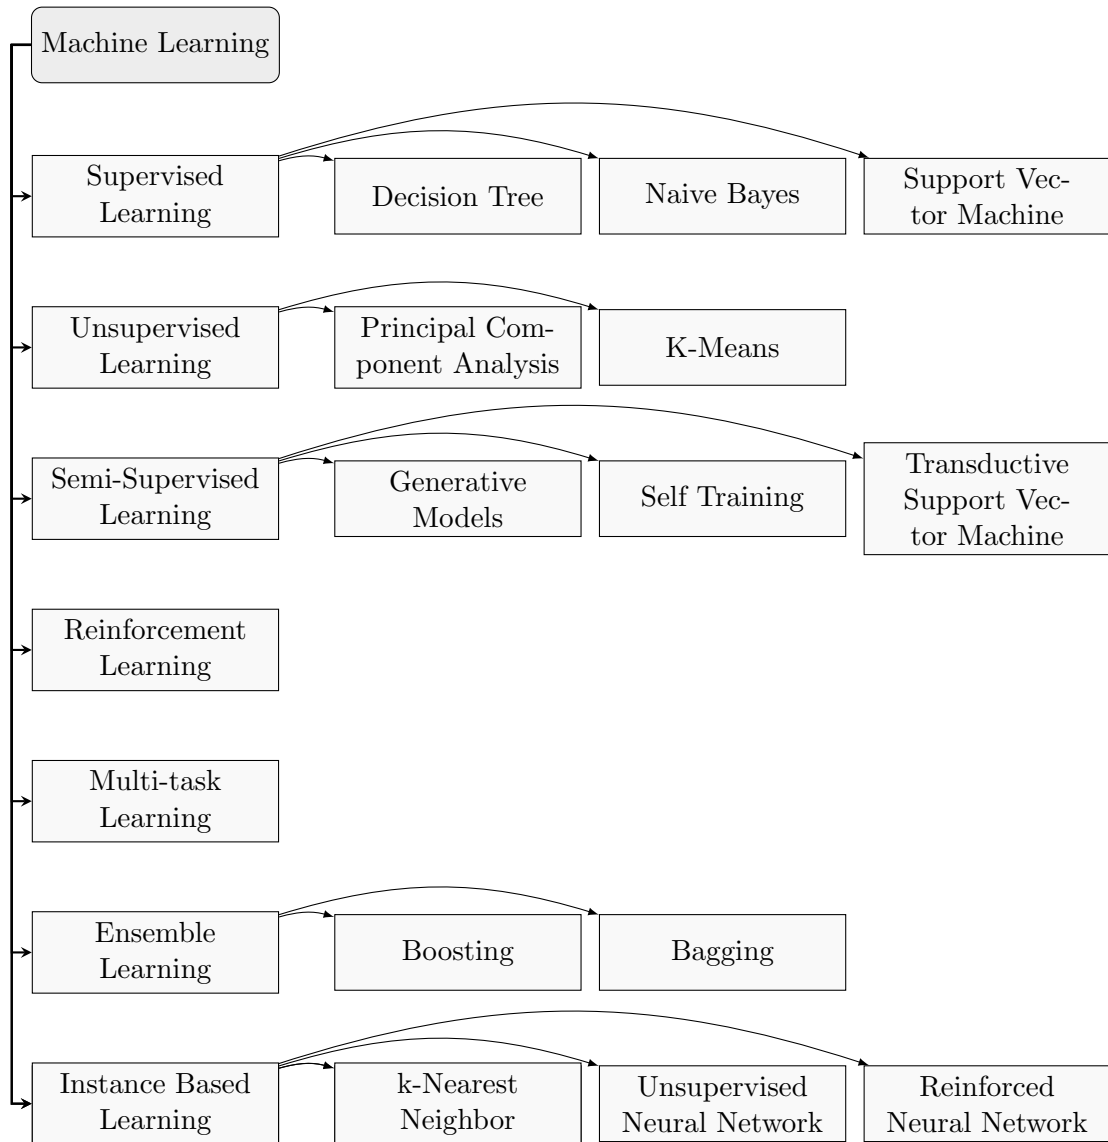 Machine Learning
Supervised
Learning
Decision Tree
Naive Bayes
Support Vec-
tor Machine
Unsupervised
Learning
Principal Com-
ponent Analysis
K-Means
Semi-Supervised
Learning
Generative
Models
Self Training
Transductive
Support Vec-
tor Machine
Reinforcement
Learning
Multi-task
Learning
Ensemble
Learning
Boosting
Bagging
Instance Based
Learning
k-Nearest
Neighbor
Unsupervised
Neural Network
Reinforced
Neural Network